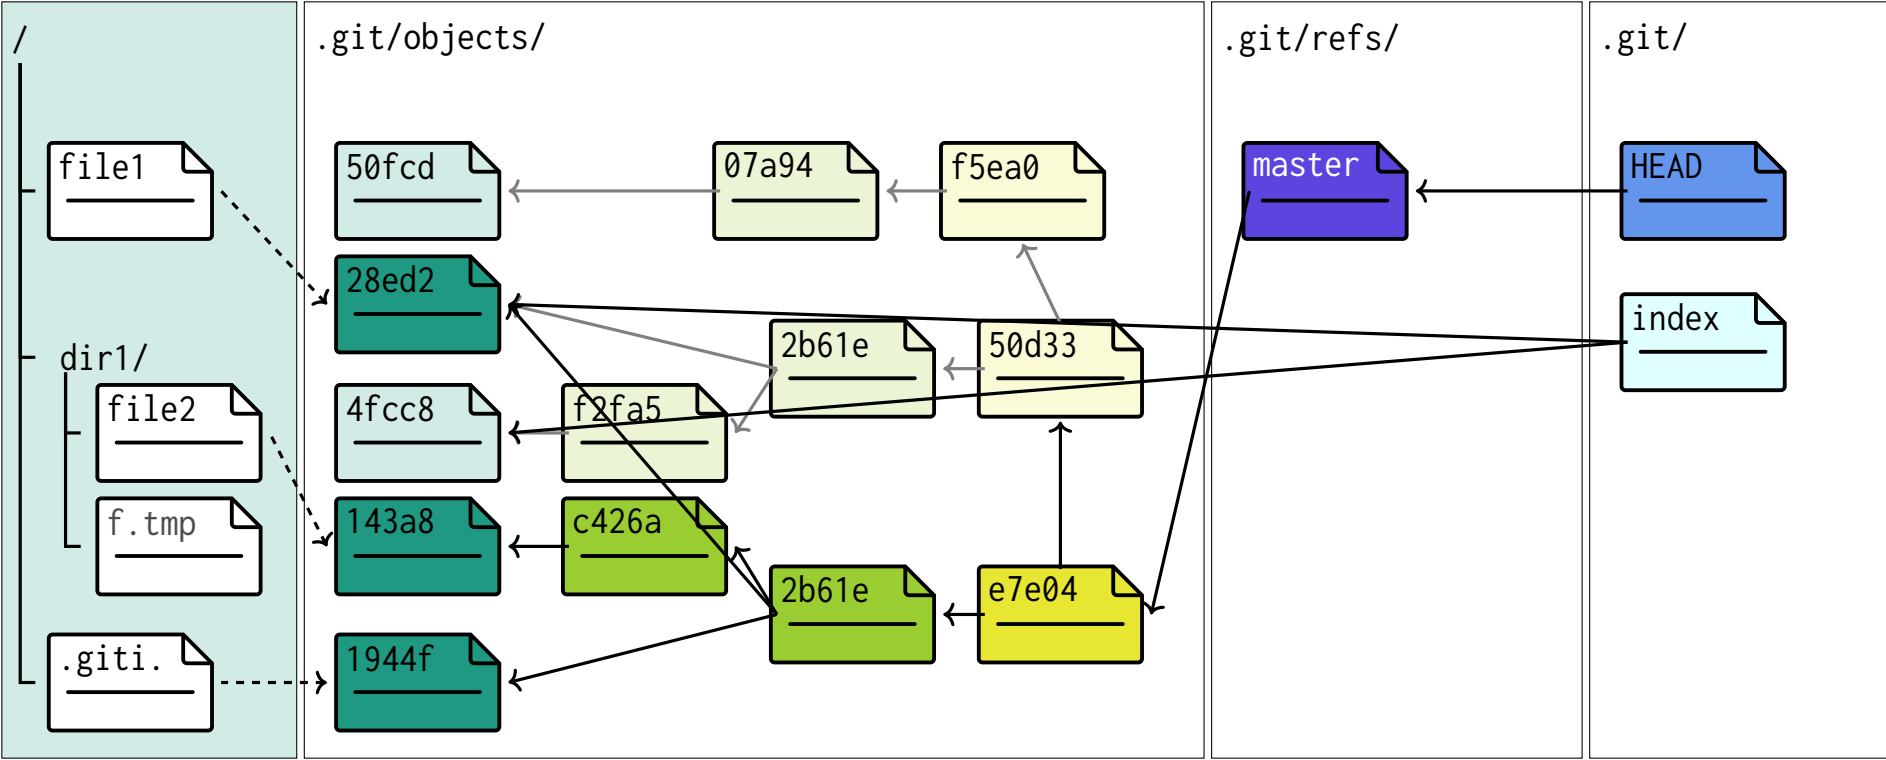 /
file1
dir1/
file2
f.tmp
.giti.
.git/objects/
50fcd
07a94
f5ea0
28ed2
2b61e
50d33
4fcc8
f2fa5
143a8
c426a
2b61e
e7e04
1944f
.git/refs/
master
.git/
HEAD
index